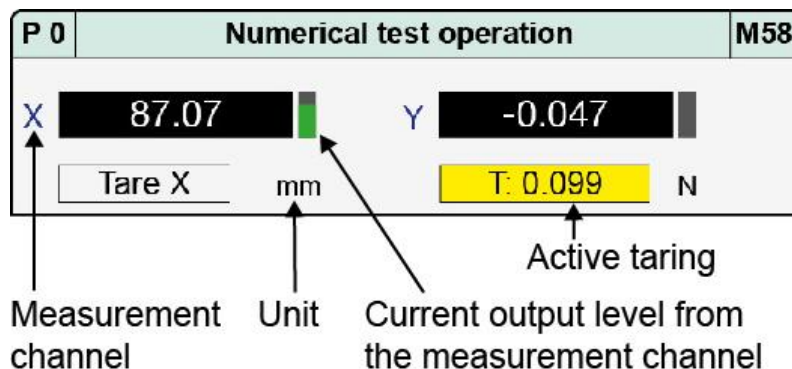 P 0 Numerical test operation M58
X 87.07 Y -0.047
Tare X mm T: 0.099 N
Active taring
Measurement Unit Current output level from
channel the measurement channel